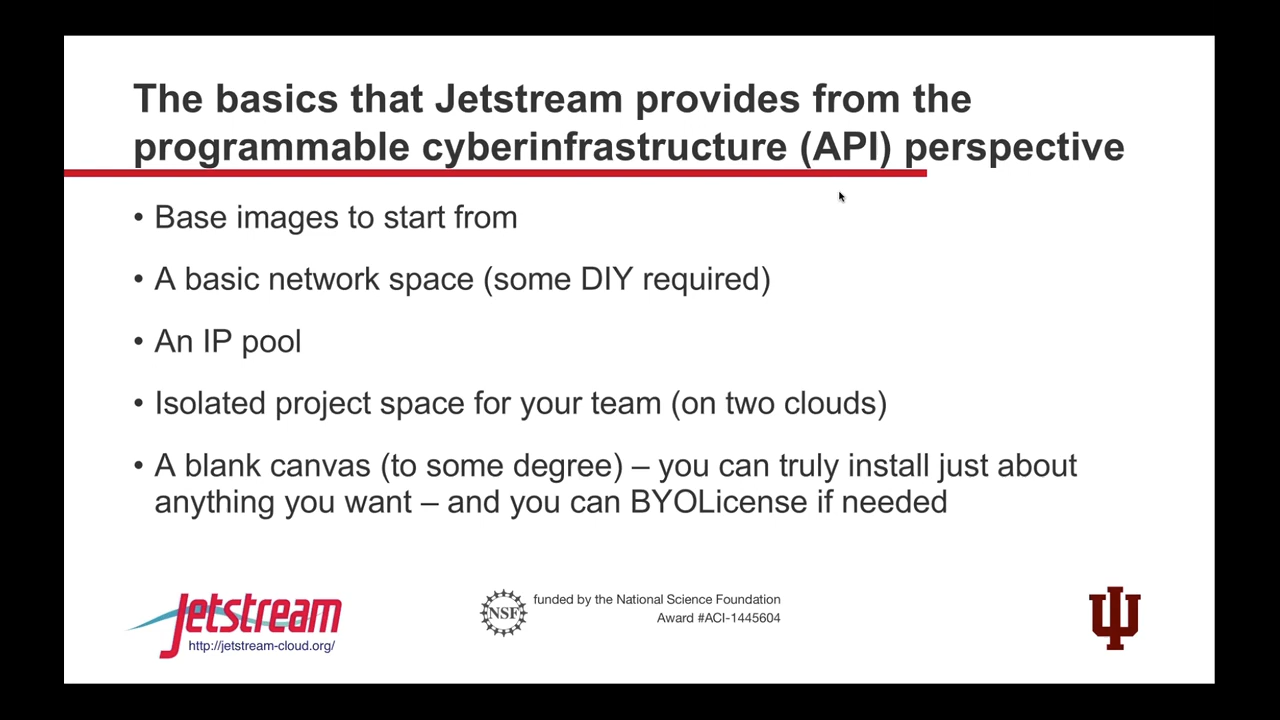 The basics that Jetstream provides from the
programmable cyberinfrastructure (API) perspective
• Base images to start from
• A basic network space (some DIY required)
• An IP pool
• Isolated project space for your team (on two clouds)
• A blank canvas (to some degree) – you can truly install just about
anything you want – and you can BYOLicense if needed
Jetstream
http://jetstream-cloud.org/
NSF
funded by the National Science Foundation
Award #ACI-1445604